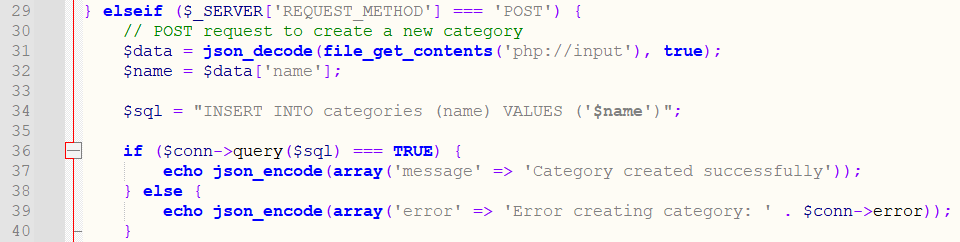 29 } elseif ($_SERVER['REQUEST_METHOD'] === 'POST') {
30 // POST request to create a new category
31 $data = json_decode(file_get_contents('php://input'), true);
32 $name = $data['name'];
33
34 $sql = "INSERT INTO categories (name) VALUES ('$name')";
35
36 if ($conn->query($sql) === TRUE) {
37 echo json_encode(array('message' => 'Category created successfully'));
38 } else {
39 echo json_encode(array('error' => 'Error creating category: ' . $conn->error));
40 }